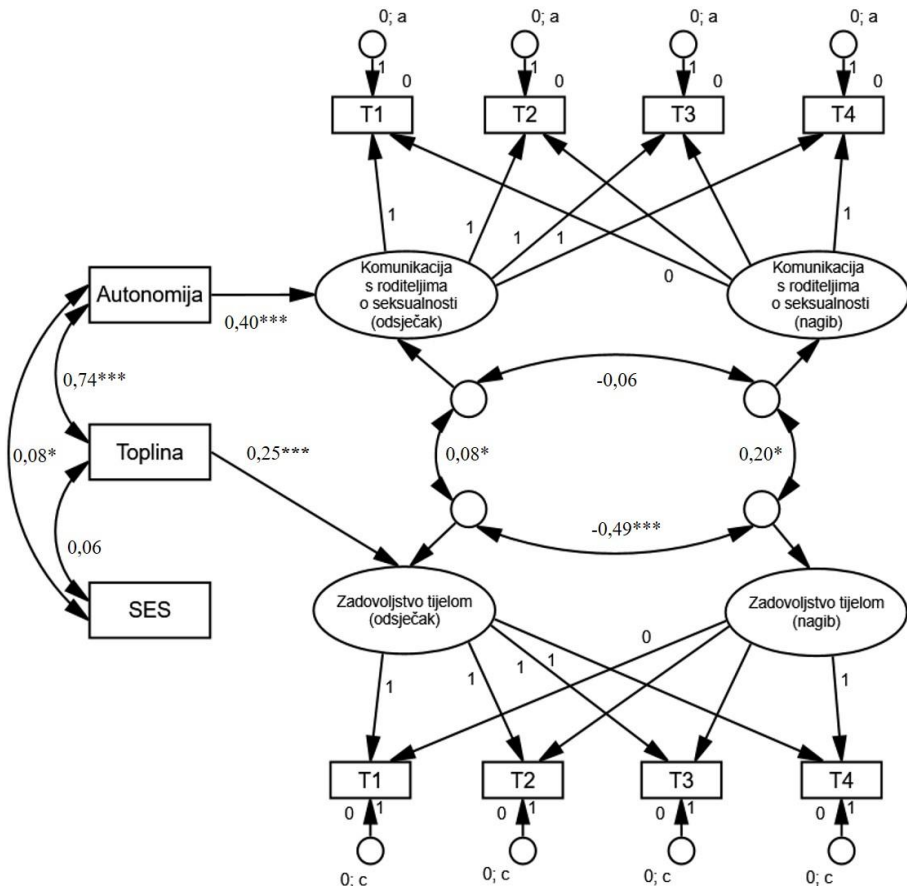 0; a
0; a
0; a
0; a
1
0
1
0
1
0
1
0
T1
T2
T3
T4
1
1
1
1
0
1
Komunikacija
s roditeljima
o seksualnosti
(odsječak)
Komunikacija
s roditeljima
o seksualnosti
(nagib)
Autonomija
0,40***
0,74***
-0,06
Toplina
0,25***
0,08*
0,08*
0,20*
0,06
-0,49***
SES
Zadovoljstvo tijelom
(odsječak)
Zadovoljstvo tijelom
(nagib)
0
1
1
1
1
1
T1
T2
T3
T4
0
1
0
1
0
1
0
1
0; c
0; c
0; c
0; c